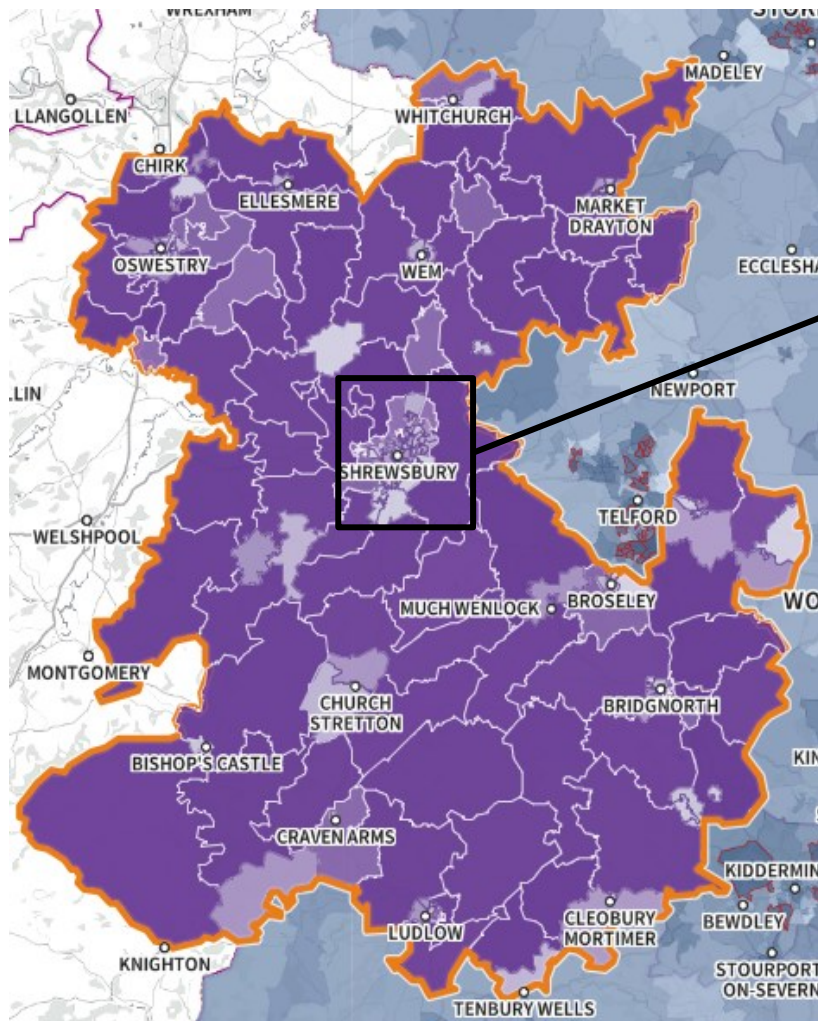 WREXHAM
MADELEY
LLANGOLLEN
WHITCHURCH
CHIRK
ELLESMERE
MARKET
DRAYTON
OSWESTRY
WEM
ECCLESHA
LLIN
NEWPORT
SHREWSBURY
TELFORD
WELSHPOOL
MUCH WENLOCK
BROSELEY
WO
MONTGOMERY
CHURCH
STRETTON
BRIDGNORTH
BISHOP'S CASTLE
KIN
CRAVEN ARMS
KIDDERMIN
CLEOBURY
MORTIMER
BEWDLEY
LUDLOW
KNIGHTON
STOURPORT
ON-SEVERN
TENBURY WELLS